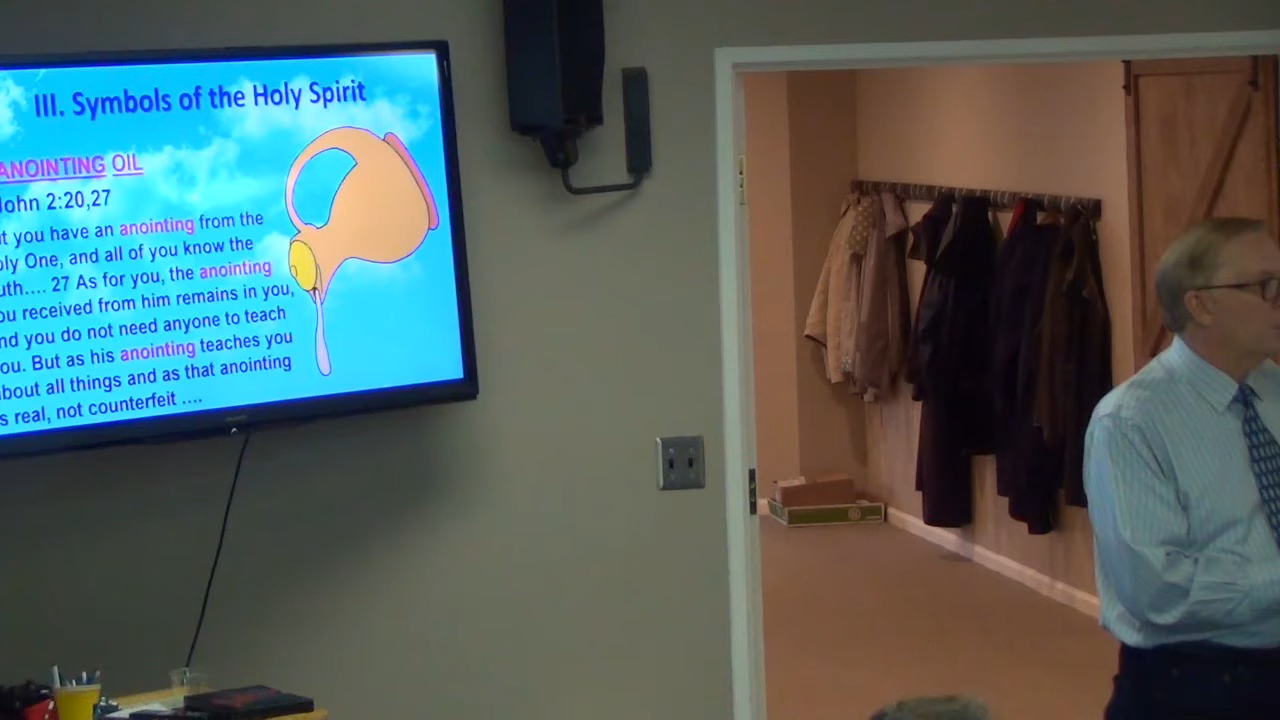 III. Symbols of the Holy Spirit
ANOINTING OIL
John 2:20,27
t you have an anointing from the
oly One, and all of you know the
uth.... 27 As for you, the anointing
ou received from him remains in you,
nd you do not need anyone to teach
ou. But as his anointing teaches you
bout all things and as that anointing
s real, not counterfeit ....